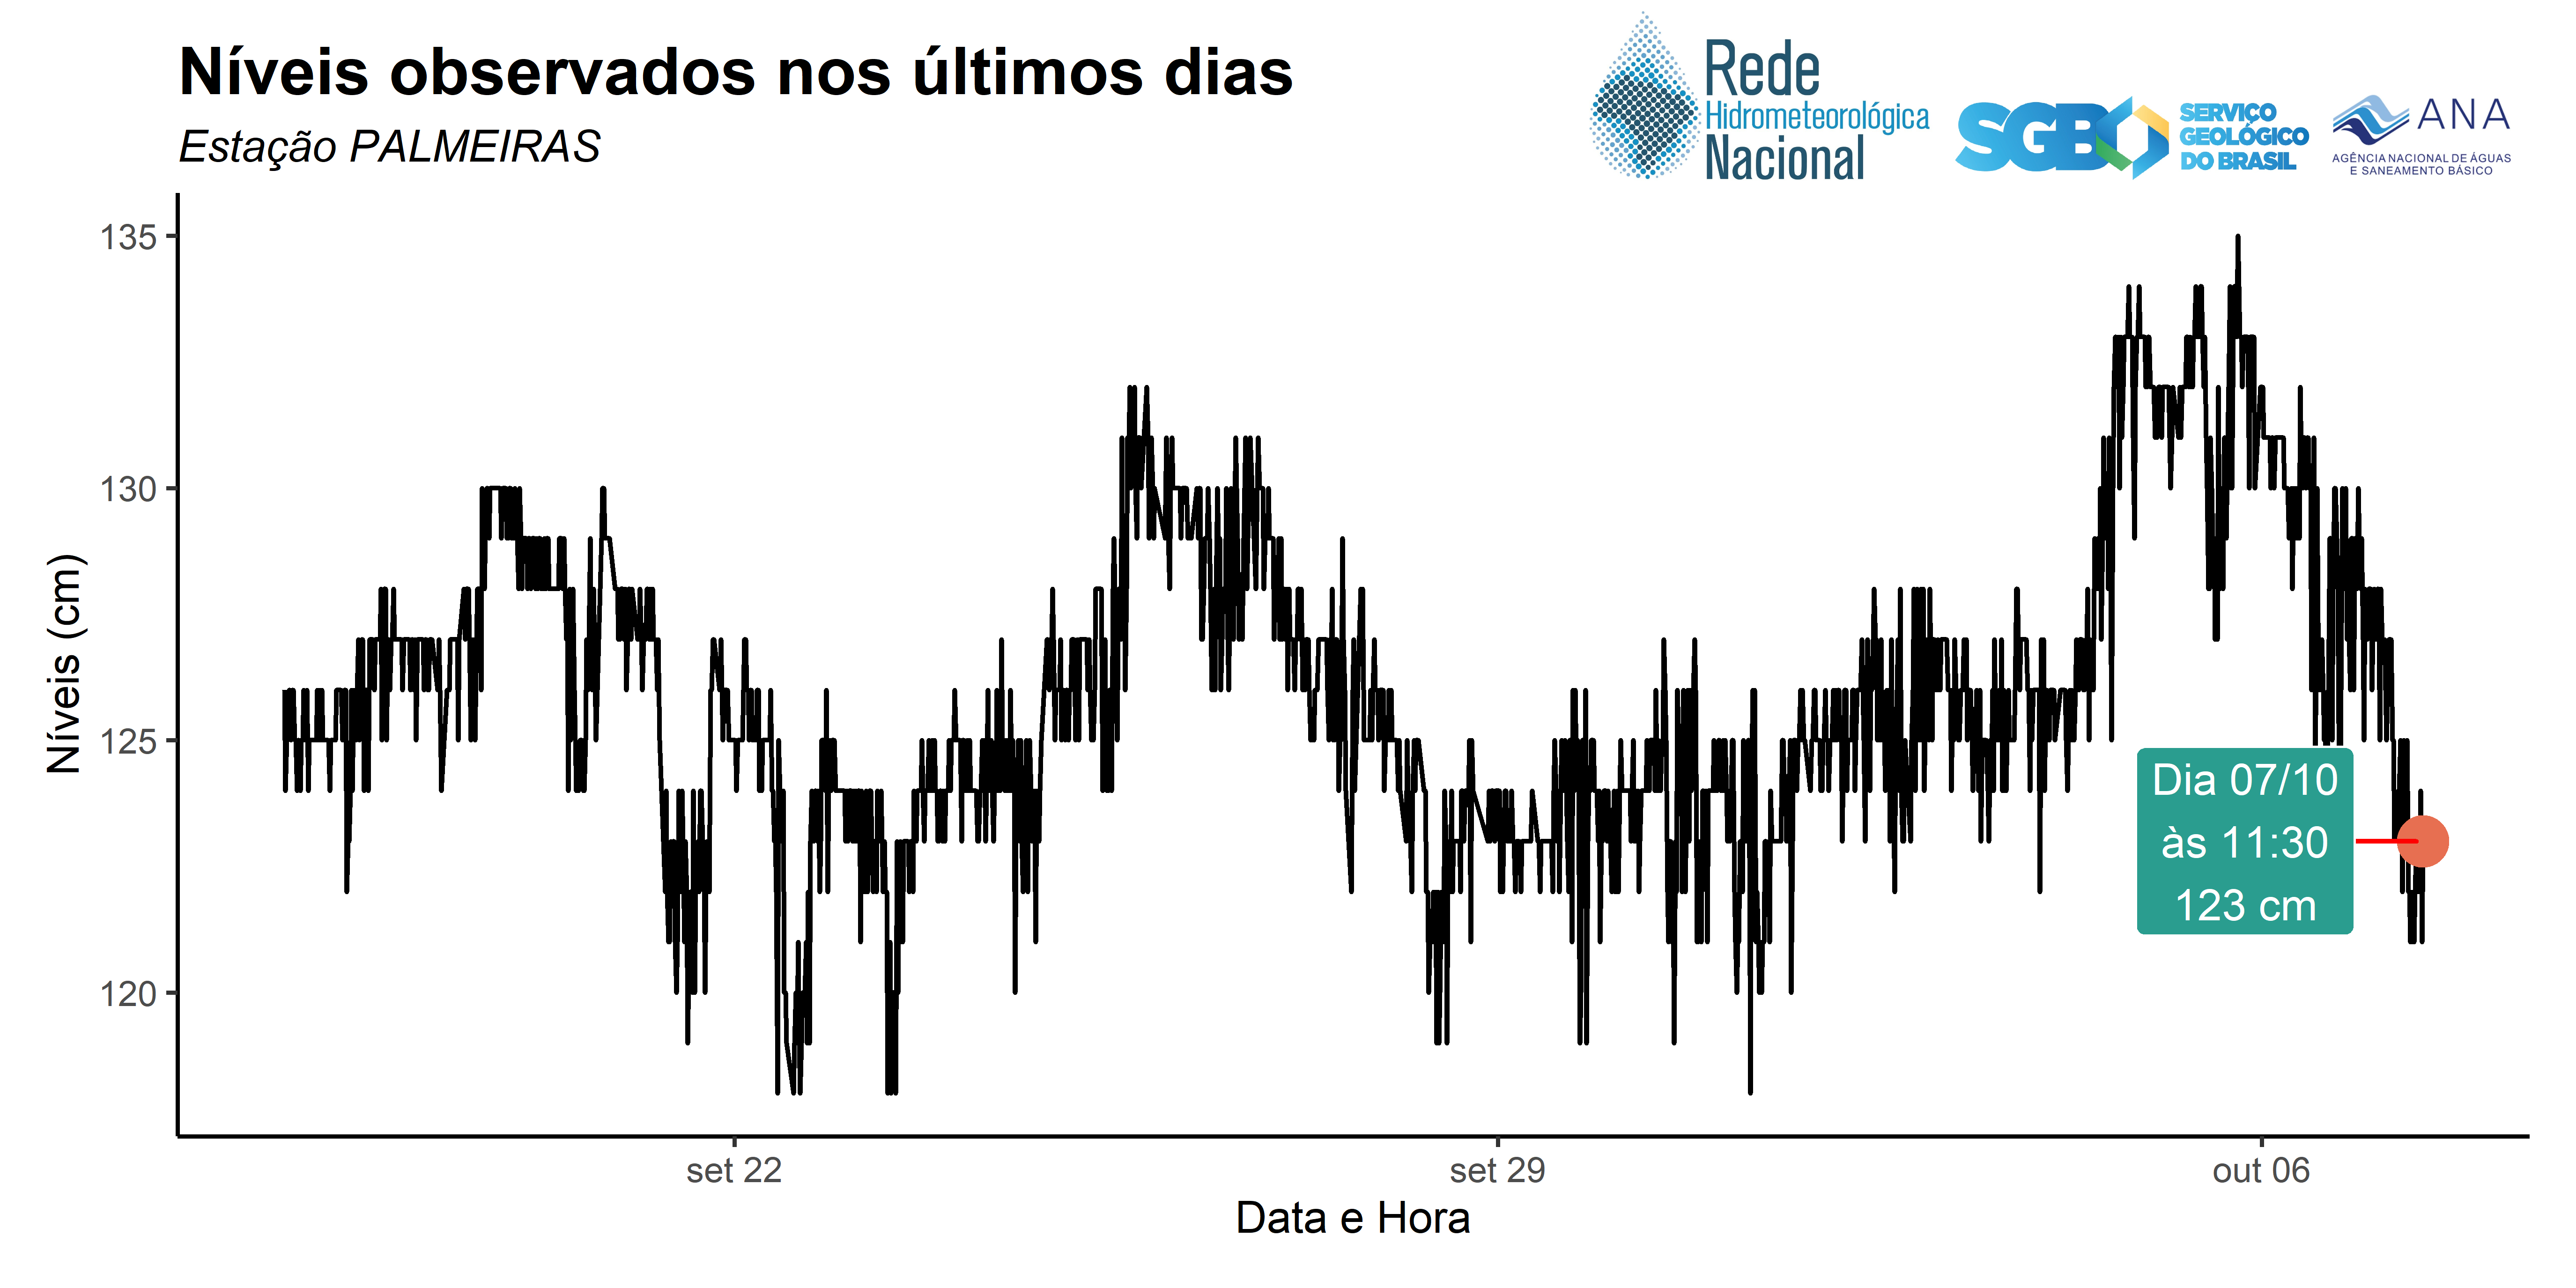 Níveis observados nos últimos dias
Estação PALMEIRAS
Rede
Hidrometeorológica
Nacional
SGB
SERVIÇO
GEOLÓGICO
DO BRASIL
ANA
AGÊNCIA NACIONAL DE ÁGUAS
E SANEAMENTO BÁSICO
Níveis (cm)
135
130
125
120
Dia 07/10
às 11:30
123 cm
set 22
set 29
out 06
Data e Hora